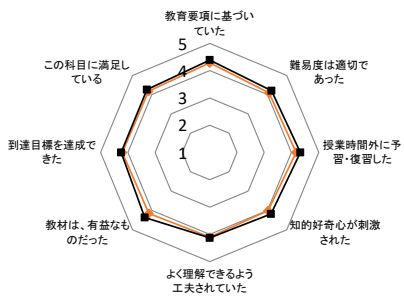 教育要項に基づい
ていた
難易度は適切で
あった
授業時間外に予
習・復習した
知的好奇心が刺激
された
よく理解できるよう
工夫されていた
教材は、有益なも
のだった
到達目標を達成で
きた
この科目に満足し
ている
5
4
3
2
1